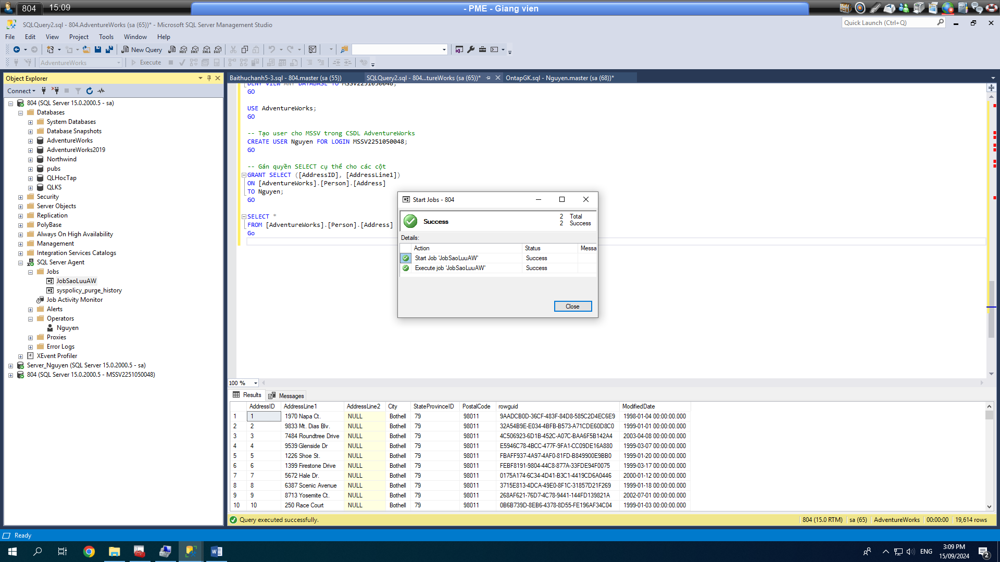 804
15:09
- PME - Giang vien
SQLQuery2.sql - 804.AdventureWorks (sa (65))* - Microsoft SQL Server Management Studio
Quick Launch (Ctrl+Q)
File Edit View Project Tools Window Help
New Query
MDX DMX XMLA DAX
AdventureWorks
Execute
Object Explorer
Connect
804 (SQL Server 15.0.2000.5 - sa)
Databases
System Databases
Database Snapshots
AdventureWorks
AdventureWorks2019
Northwind
pubs
QLHocTap
QLKS
Security
Server Objects
Replication
PolyBase
Always On High Availability
Management
Integration Services Catalogs
SQL Server Agent
Jobs
JobSaoLuuAW
syspolicy_purge_history
Job Activity Monitor
Alerts
Operators
Nguyen
Proxies
Error Logs
XEvent Profiler
Server_Nguyen (SQL Server 15.0.2000.5 - sa)
804 (SQL Server 15.0.2000.5 - MSSV2251050048)
Baithuchanh5-3.sql - 804.master (sa (55))
SQLQuery2.sql - 804...tureWorks (sa (65))*
OntapGK.sql - Nguyen.master (sa (68))*
DENY VIEW ANY DATABASE TO MSSV2251050048;
GO
USE AdventureWorks;
GO
-- Tạo user cho MSSV trong CSDL AdventureWorks
CREATE USER Nguyen FOR LOGIN MSSV2251050048;
GO
-- Gán quyền SELECT cụ thể cho các cột
GRANT SELECT ([AddressID], [AddressLine1])
ON [AdventureWorks].[Person].[Address]
TO Nguyen;
GO
SELECT *
FROM [AdventureWorks].[Person].[Address]
Go
Start Jobs - 804
Success
2 Total
2 Success
Details:
Action Status Messa
Start Job 'JobSaoLuuAW' Success
Execute job 'JobSaoLuuAW' Success
Close
100 %
Results Messages
AddressID AddressLine1 AddressLine2 City StateProvinceID PostalCode rowguid ModifiedDate
1 1 1970 Napa Ct. NULL Bothell 79 98011 9AADCB0D-36CF-483F-84D8-585C2D4EC6E9 1998-01-04 00:00:00.000
2 2 9833 Mt. Dias Blv. NULL Bothell 79 98011 32A54B9E-E034-4BFB-B573-A71CDE60D8C0 1999-01-01 00:00:00.000
3 3 7484 Roundtree Drive NULL Bothell 79 98011 4C506923-6D1B-452C-A07C-BAA6F5B142A4 2003-04-08 00:00:00.000
4 4 9539 Glenside Dr NULL Bothell 79 98011 E5946C78-4BCC-477F-9FA1-CC09DE16A880 1999-03-07 00:00:00.000
5 5 1226 Shoe St. NULL Bothell 79 98011 FBAFF937-4A97-4AF0-81FD-B849900E9BB0 1999-01-20 00:00:00.000
6 6 1399 Firestone Drive NULL Bothell 79 98011 FEBF8191-9804-44C8-877A-33FDE94F0075 1999-03-17 00:00:00.000
7 7 5672 Hale Dr. NULL Bothell 79 98011 0175A174-6C34-4D41-B3C1-4419CD6A0446 2000-01-12 00:00:00.000
8 8 6387 Scenic Avenue NULL Bothell 79 98011 3715E813-4DCA-49E0-8F1C-31857D21F269 1999-01-18 00:00:00.000
9 9 8713 Yosemite Ct. NULL Bothell 79 98011 268AF621-76D7-4C78-9441-144FD139821A 2002-07-01 00:00:00.000
10 10 250 Race Court NULL Bothell 79 98011 0B6B739D-8EB6-4378-8D55-FE196AF34C04 1999-01-03 00:00:00.000
Query executed successfully.
804 (15.0 RTM) sa (65) AdventureWorks 00:00:00 19,614 rows
Ready
ENG
3:09 PM
15/09/2024
2